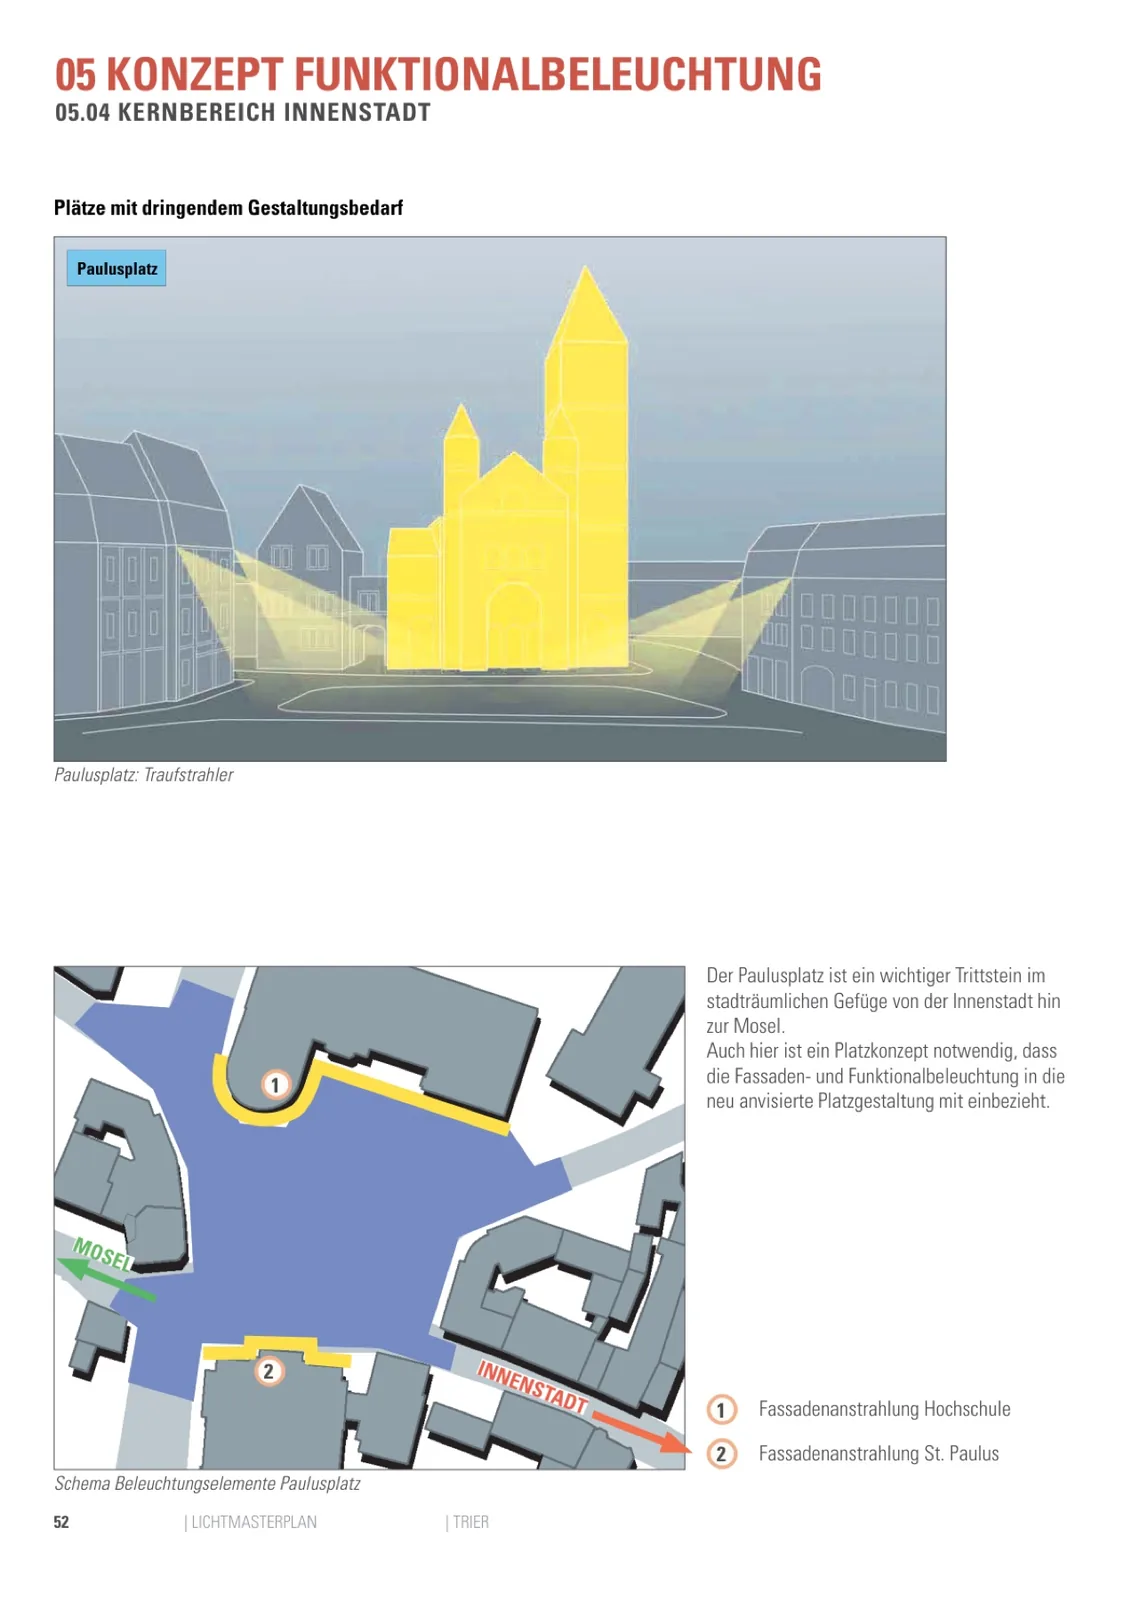 05 KONZEPT FUNKTIONALBELEUCHTUNG
05.04 KERNBEREICH INNENSTADT
Plätze mit dringendem Gestaltungsbedarf
Paulusplatz
Paulusplatz: Traufstrahler
Der Paulusplatz ist ein wichtiger Trittstein im
stadträumlichen Gefüge von der Innenstadt hin
zur Mosel.
Auch hier ist ein Platzkonzept notwendig, dass
die Fassaden- und Funktionalbeleuchtung in die
neu anvisierte Platzgestaltung mit einbezieht.
1
MOSEL
2
INNENSTADT
1 Fassadenanstrahlung Hochschule
2 Fassadenanstrahlung St. Paulus
Schema Beleuchtungselemente Paulusplatz
52 | LICHTMASTERPLAN | TRIER